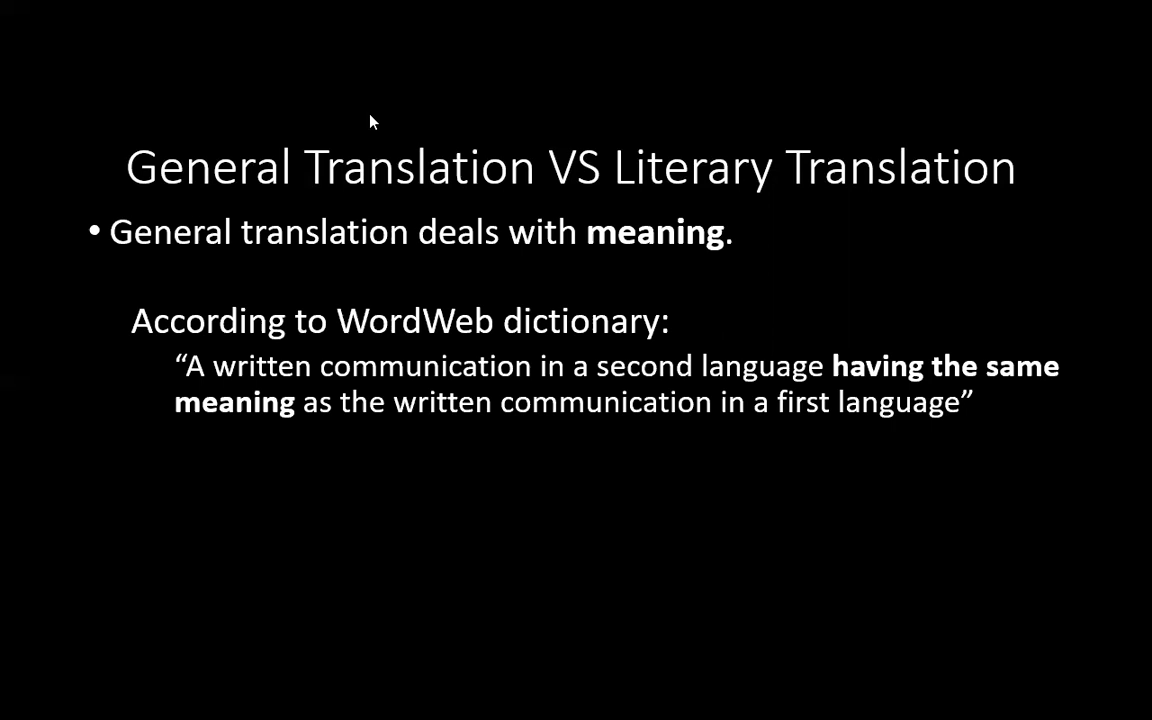 General Translation VS Literary Translation
• General translation deals with meaning.
According to WordWeb dictionary:
“A written communication in a second language having the same
meaning as the written communication in a first language”